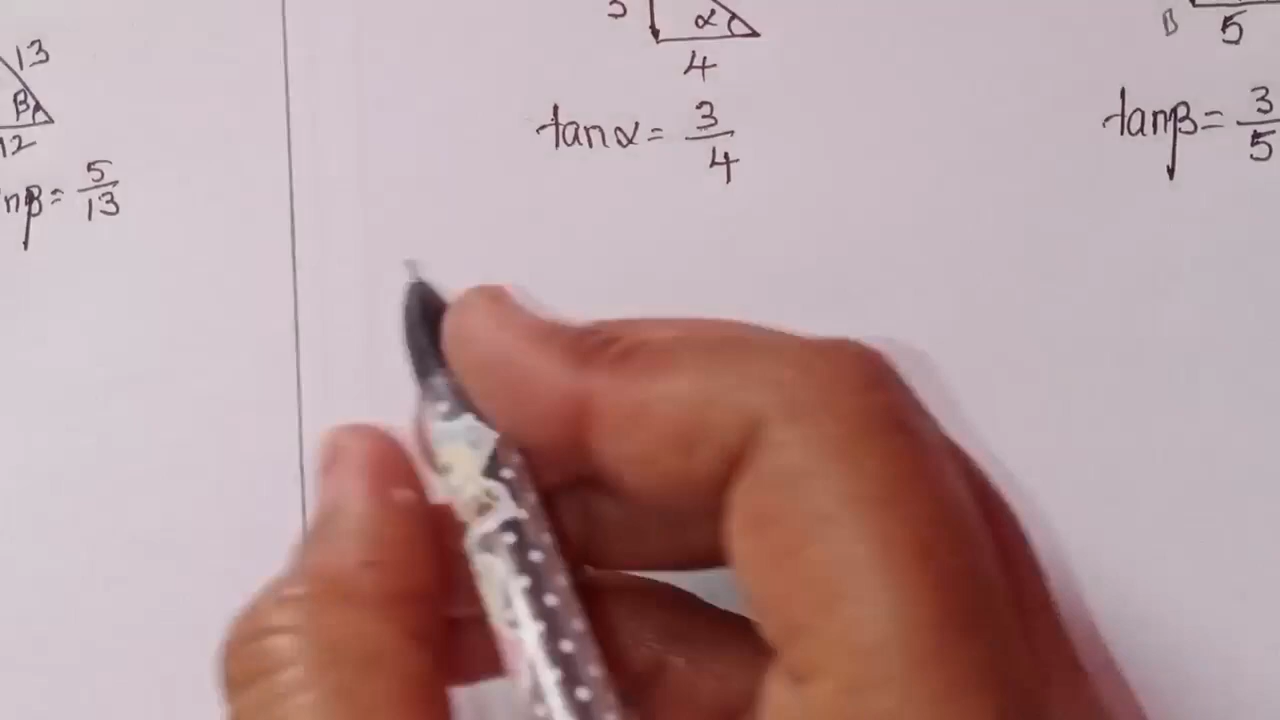 13
β
12
nβ = 5/13
α
4
tanα = 3/4
B 5
tanβ = 3/5